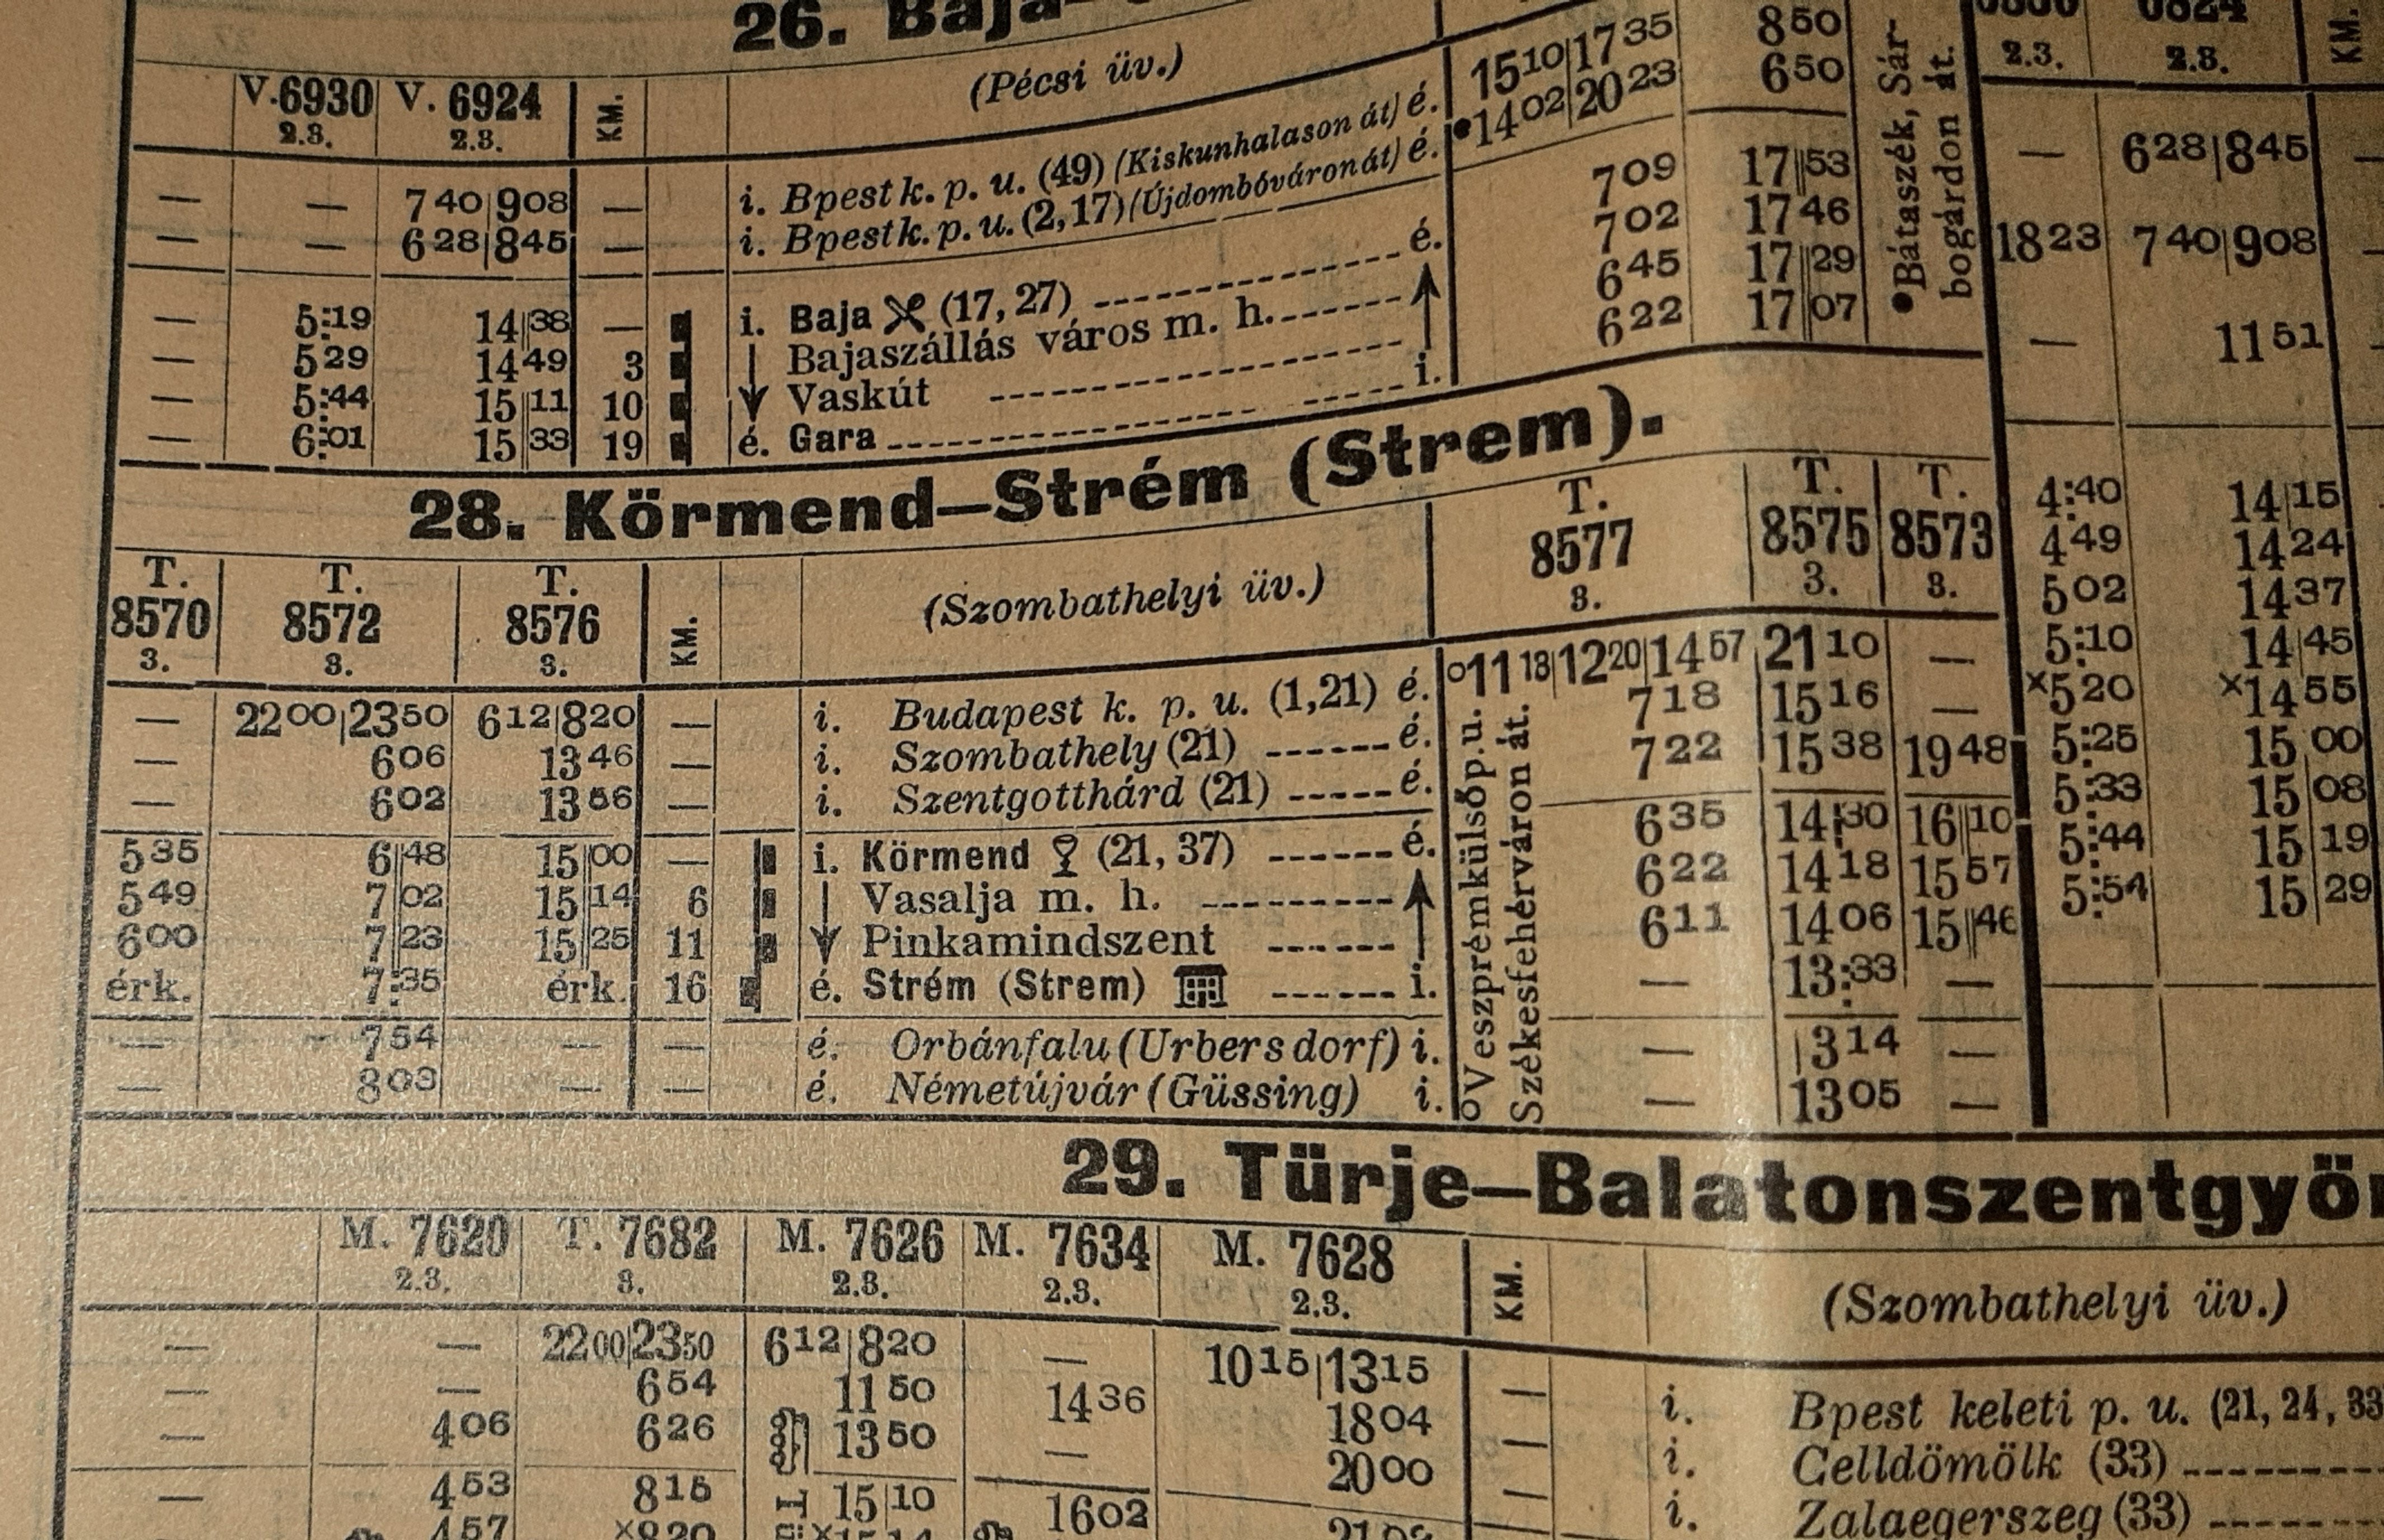 26. Baja
V.6930 V. 6924 KM. (Pécsi üv.)
2.3. 2.3.
— — 7 40|9 08 — i. Bpest k. p. u. (49) (Kiskunhalason át) é. 15 10|17 35 8 50
— — 6 28|8 45 — i. Bpest k. p. u. (2, 17) (Újdombóváron át) é. •14 02|20 23 6 50
— 5:19 14 38 — i. Baja (17, 27) é. 7 09 17 53
— 5 29 14 49 3 Bajaszállás város m. h. 7 02 17 46
— 5:44 15 11 10 Vaskút 6 45 17 29
— 6:01 15 33 19 é. Gara i. 6 22 17 07
•Bátaszék, Sár-
bogárdon át.
28. Körmend—Strém (Strem).
T. T. T. T. T. T.
8570 8572 8576 KM. (Szombathelyi üv.) 8577 8575 8573
3. 3. 3. 3. 3. 3.
— 22 00|23 50 6 12|8 20 — i. Budapest k. p. u. (1,21) é. ○11 18|12 20|14 57 21 10 —
— 6 06 13 46 — i. Szombathely (21) é. 7 18 15 16 —
— 6 02 13 56 — i. Szentgotthárd (21) é. 7 22 15 38 19 48
5 35 6 48 15 00 — i. Körmend (21, 37) é. 6 35 14:30 16 10
5 49 7 02 15 14 6 Vasalja m. h. 6 22 14 18 15 57
6 00 7 23 15 25 11 Pinkamindszent 6 11 14 06 15 46
érk. 7:35 érk. 16 é. Strém (Strem) i. — 13:33 —
— 7 54 — — é. Orbánfalu (Urbersdorf) i. — 13 14 —
— 8 03 — — é. Németújvár (Güssing) i. — 13 05 —
○Veszprémkülsőp.u.
Székesfehérváron át.
2.3. 2.3. KM.
— 6 28|8 45 —
18 23 7 40|9 08 —
— 11 51
4:40 14 15
4 49 14 24
5 02 14 37
5:10 14 45
×5 20 ×14 55
5:25 15 00
5:33 15 08
5:44 15 19
5:54 15 29
29. Türje—Balatonszentgyö
M. 7620 T. 7682 M. 7626 M. 7634 M. 7628 KM. (Szombathelyi üv.)
2.3. 3. 2.3. 2.3. 2.3.
— — 22 00|23 50 6 12|8 20 — 10 15|13 15 — i. Bpest keleti p. u. (21, 24, 33
— — 6 54 11 50 14 36 18 04 — i. Celldömölk (33)
— 4 06 6 26 13 50 — 20 00 — i. Zalaegerszeg (33)
— 4 53 8 15 15 10 16 02
4 57 ×8 20